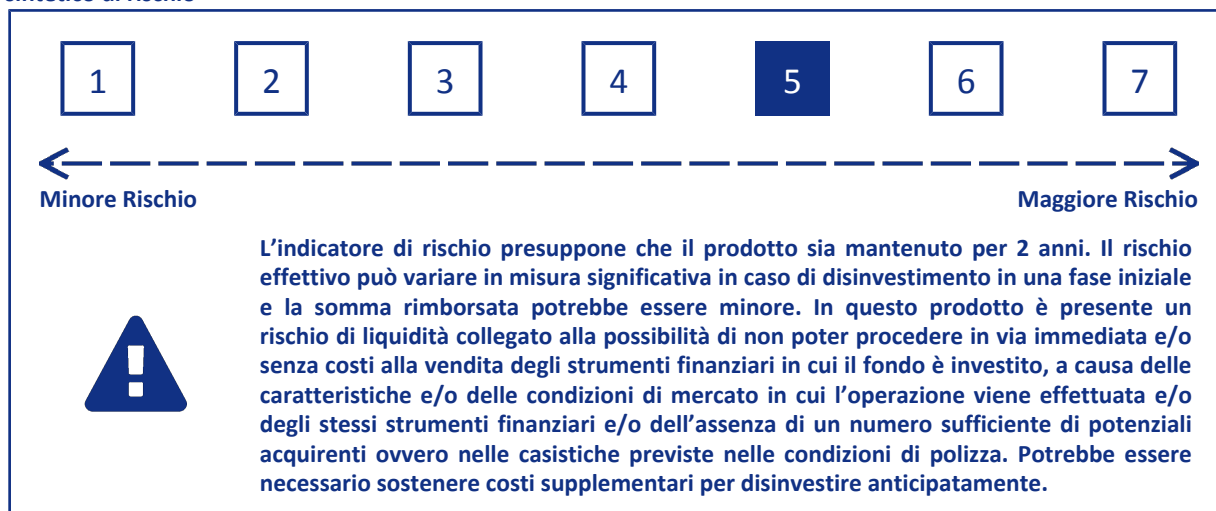 sintetico di rischio
1 2 3 4 5 6 7
Minore Rischio Maggiore Rischio
L’indicatore di rischio presuppone che il prodotto sia mantenuto per 2 anni. Il rischio
effettivo può variare in misura significativa in caso di disinvestimento in una fase iniziale
e la somma rimborsata potrebbe essere minore. In questo prodotto è presente un
rischio di liquidità collegato alla possibilità di non poter procedere in via immediata e/o
senza costi alla vendita degli strumenti finanziari in cui il fondo è investito, a causa delle
caratteristiche e/o delle condizioni di mercato in cui l’operazione viene effettuata e/o
degli stessi strumenti finanziari e/o dell’assenza di un numero sufficiente di potenziali
acquirenti ovvero nelle casistiche previste nelle condizioni di polizza. Potrebbe essere
necessario sostenere costi supplementari per disinvestire anticipatamente.